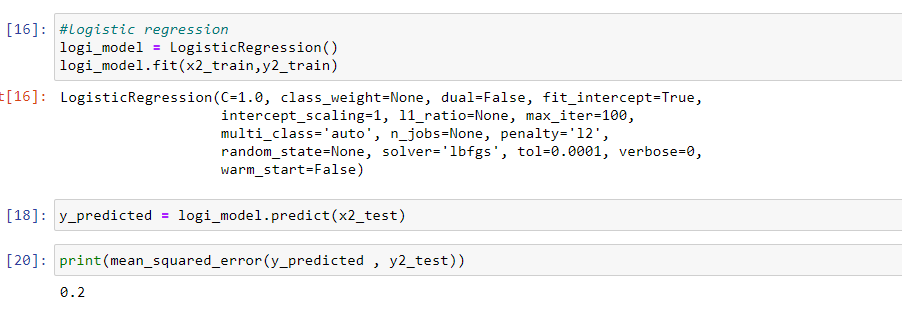 [16]: #logistic regression
logi_model = LogisticRegression()
logi_model.fit(x2_train,y2_train)
t[16]: LogisticRegression(C=1.0, class_weight=None, dual=False, fit_intercept=True,
intercept_scaling=1, l1_ratio=None, max_iter=100,
multi_class='auto', n_jobs=None, penalty='l2',
random_state=None, solver='lbfgs', tol=0.0001, verbose=0,
warm_start=False)
[18]: y_predicted = logi_model.predict(x2_test)
[20]: print(mean_squared_error(y_predicted , y2_test))
0.2